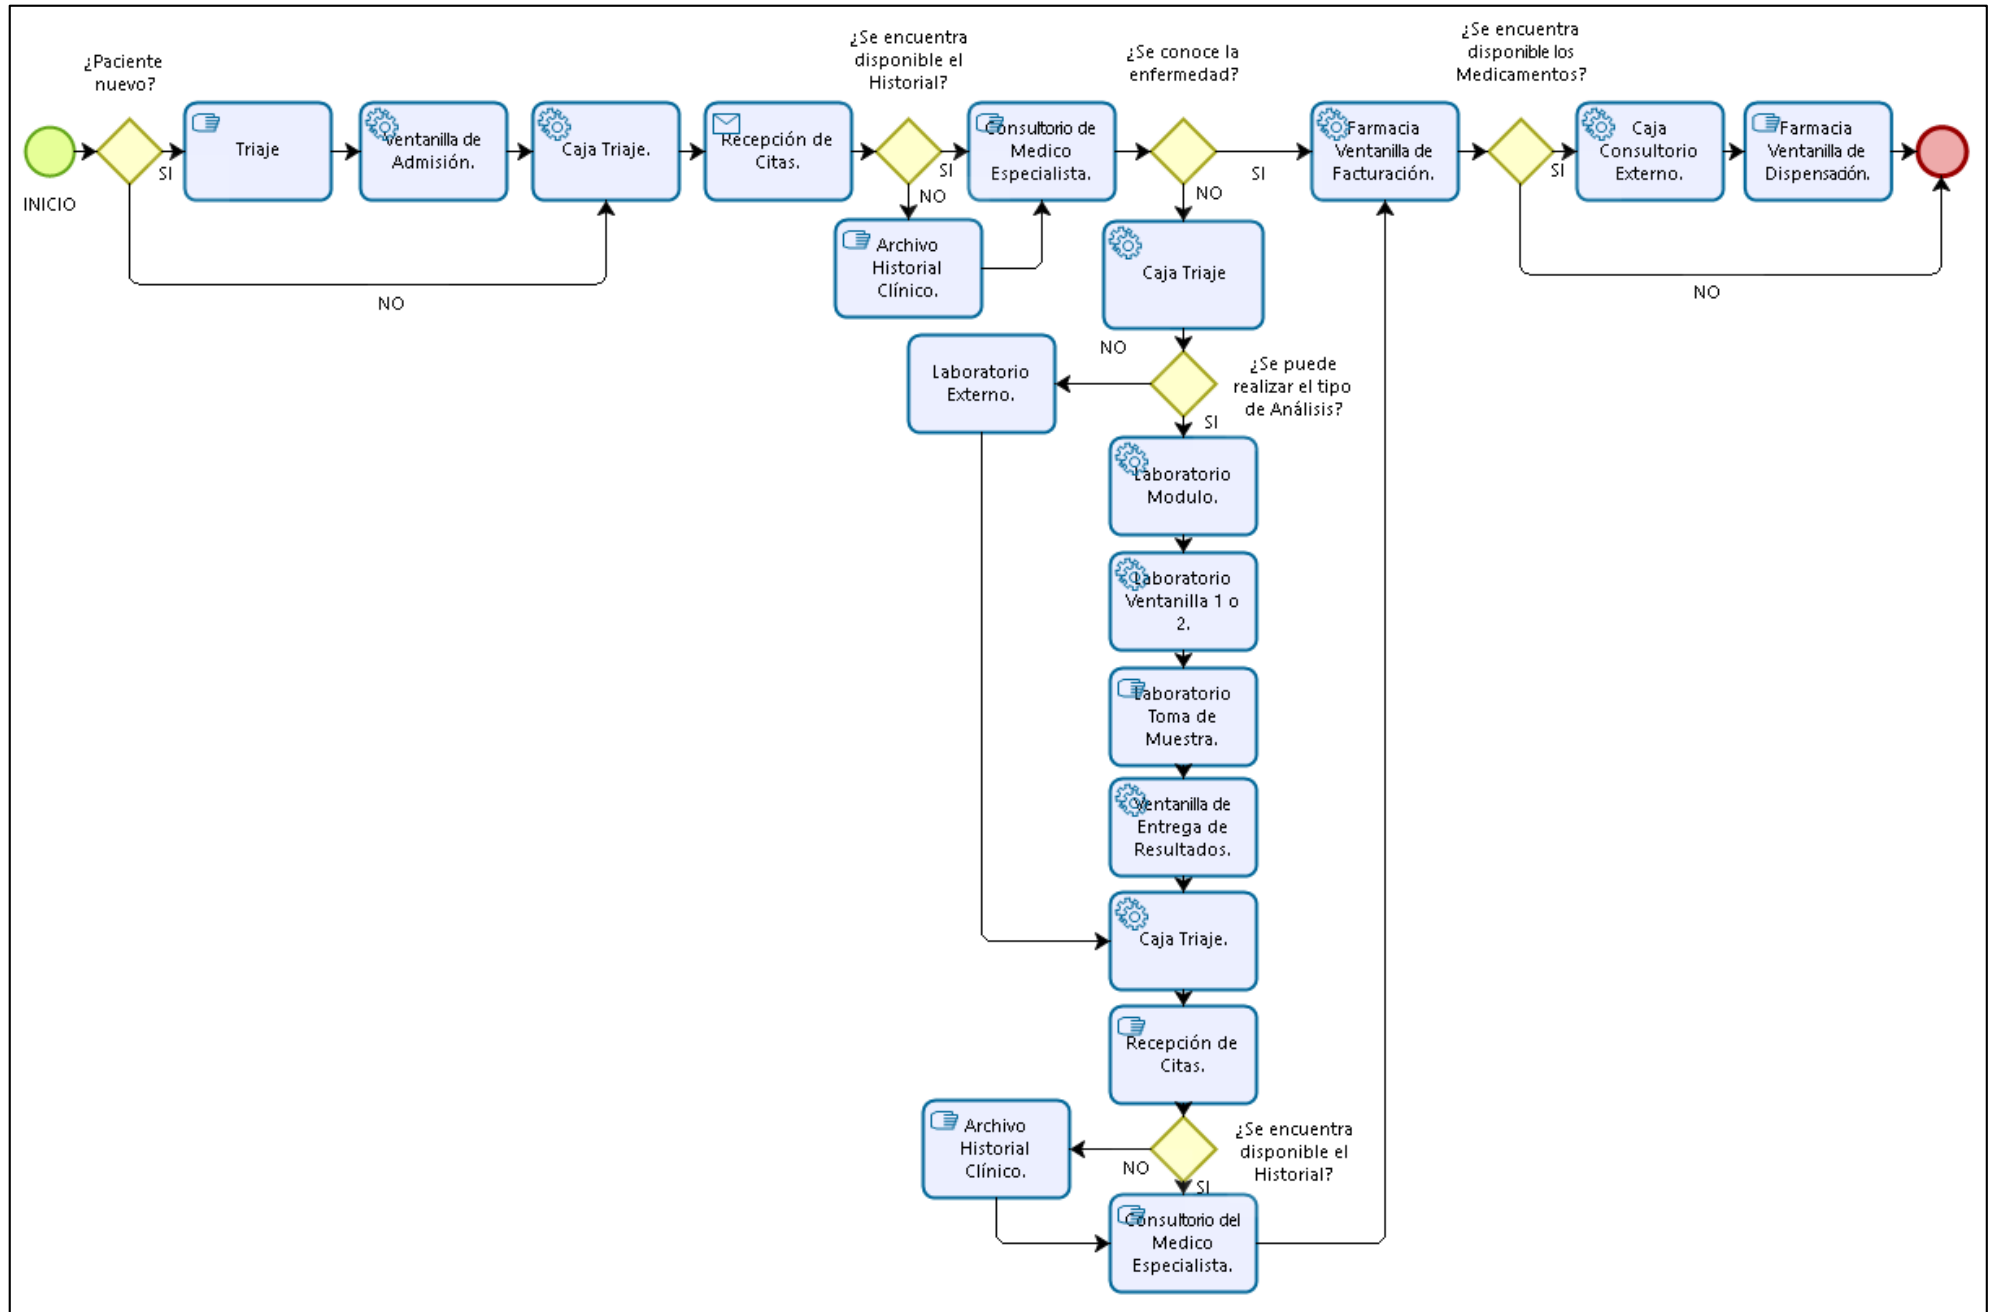 ¿Paciente
nuevo?
¿Se encuentra
disponible el
Historial?
¿Se conoce la
enfermedad?
¿Se encuentra
disponible los
Medicamentos?
INICIO
SI
Triaje
Ventanilla de
Admisión.
Caja Triaje.
Recepción de
Citas.
SI
Consultorio de
Medico
Especialista.
SI
Farmacia
Ventanilla de
Facturación.
SI
Caja
Consultorio
Externo.
Farmacia
Ventanilla de
Dispensación.
NO
NO
Archivo
Historial
Clínico.
NO
Caja Triaje
NO
NO
¿Se puede
realizar el tipo
de Análisis?
Laboratorio
Externo.
SI
Laboratorio
Modulo.
Laboratorio
Ventanilla 1 o
2.
Laboratorio
Toma de
Muestra.
Ventanilla de
Entrega de
Resultados.
Caja Triaje.
Recepción de
Citas.
¿Se encuentra
disponible el
Historial?
NO
Archivo
Historial
Clínico.
SI
Consultorio del
Medico
Especialista.